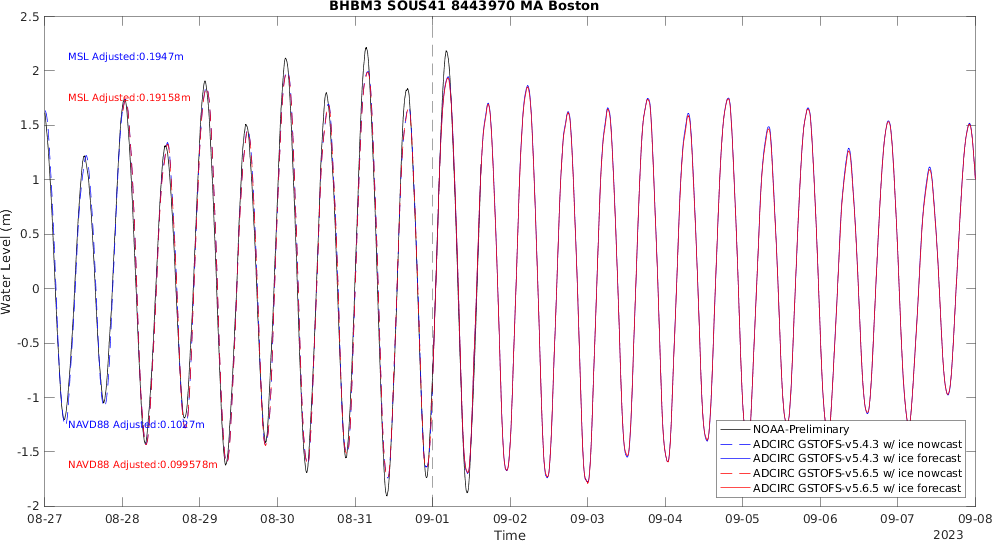 BHBM3 SOUS41 8443970 MA Boston
2.5
2
1.5
1
0.5
0
-0.5
-1
-1.5
-2
Water Level (m)
MSL Adjusted:0.1947m
MSL Adjusted:0.19158m
NAVD88 Adjusted:0.1027m
NAVD88 Adjusted:0.099578m
NOAA-Preliminary
ADCIRC GSTOFS-v5.4.3 w/ ice nowcast
ADCIRC GSTOFS-v5.4.3 w/ ice forecast
ADCIRC GSTOFS-v5.6.5 w/ ice nowcast
ADCIRC GSTOFS-v5.6.5 w/ ice forecast
08-27 08-28 08-29 08-30 08-31 09-01 09-02 09-03 09-04 09-05 09-06 09-07 09-08
Time
2023